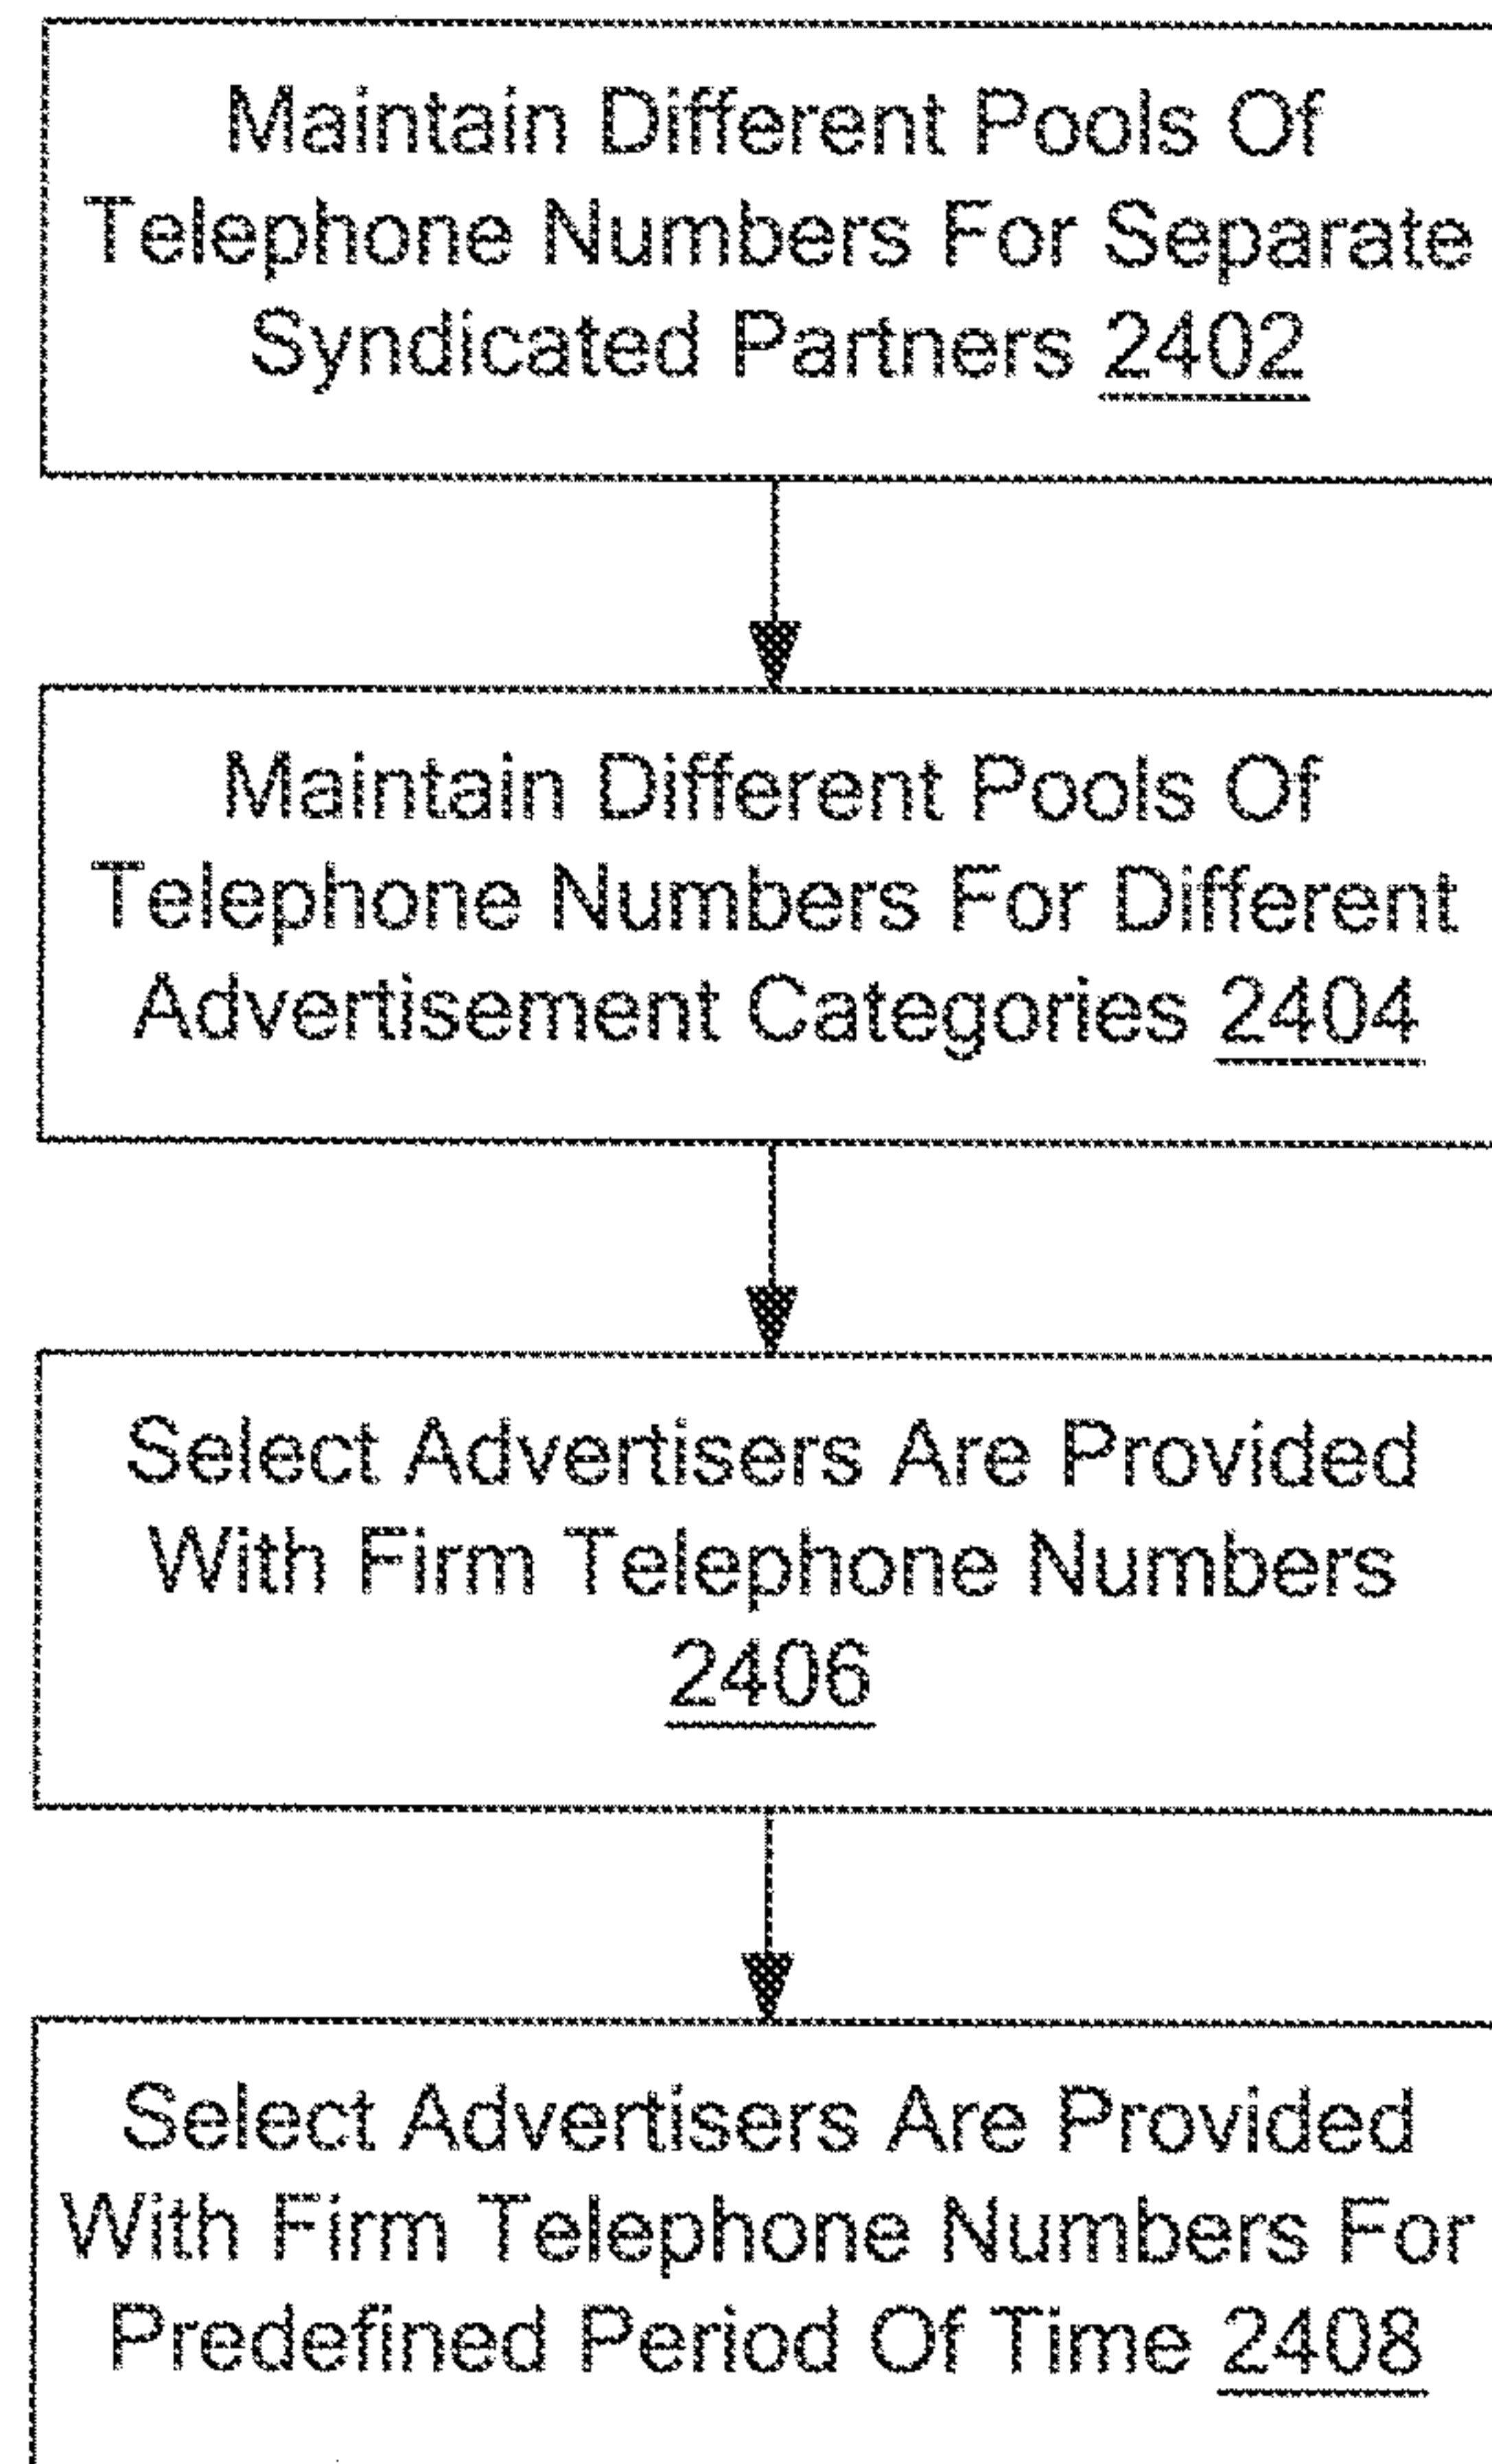 Maintain Different Pools Of
Telephone Numbers For Separate
Syndicated Partners 2402
Maintain Different Pools Of
Telephone Numbers For Different
Advertisement Categories 2404
Select Advertisers Are Provided
With Firm Telephone Numbers
2406
Select Advertisers Are Provided
With Firm Telephone Numbers For
Predefined Period Of Time 2408